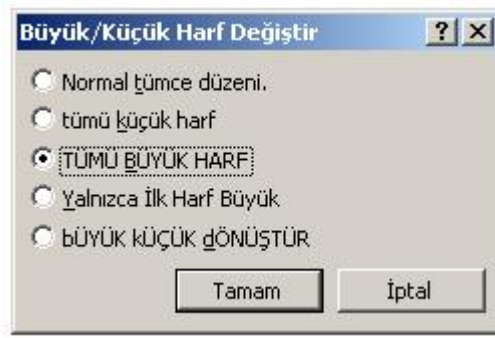 Büyük/Küçük Harf Değiştir
Normal tümce düzeni.
tümü küçük harf
TÜMÜ BÜYÜK HARF
Yalnızca İlk Harf Büyük
bÜYÜK kÜÇÜK dÖNÜŞTÜR
Tamam İptal